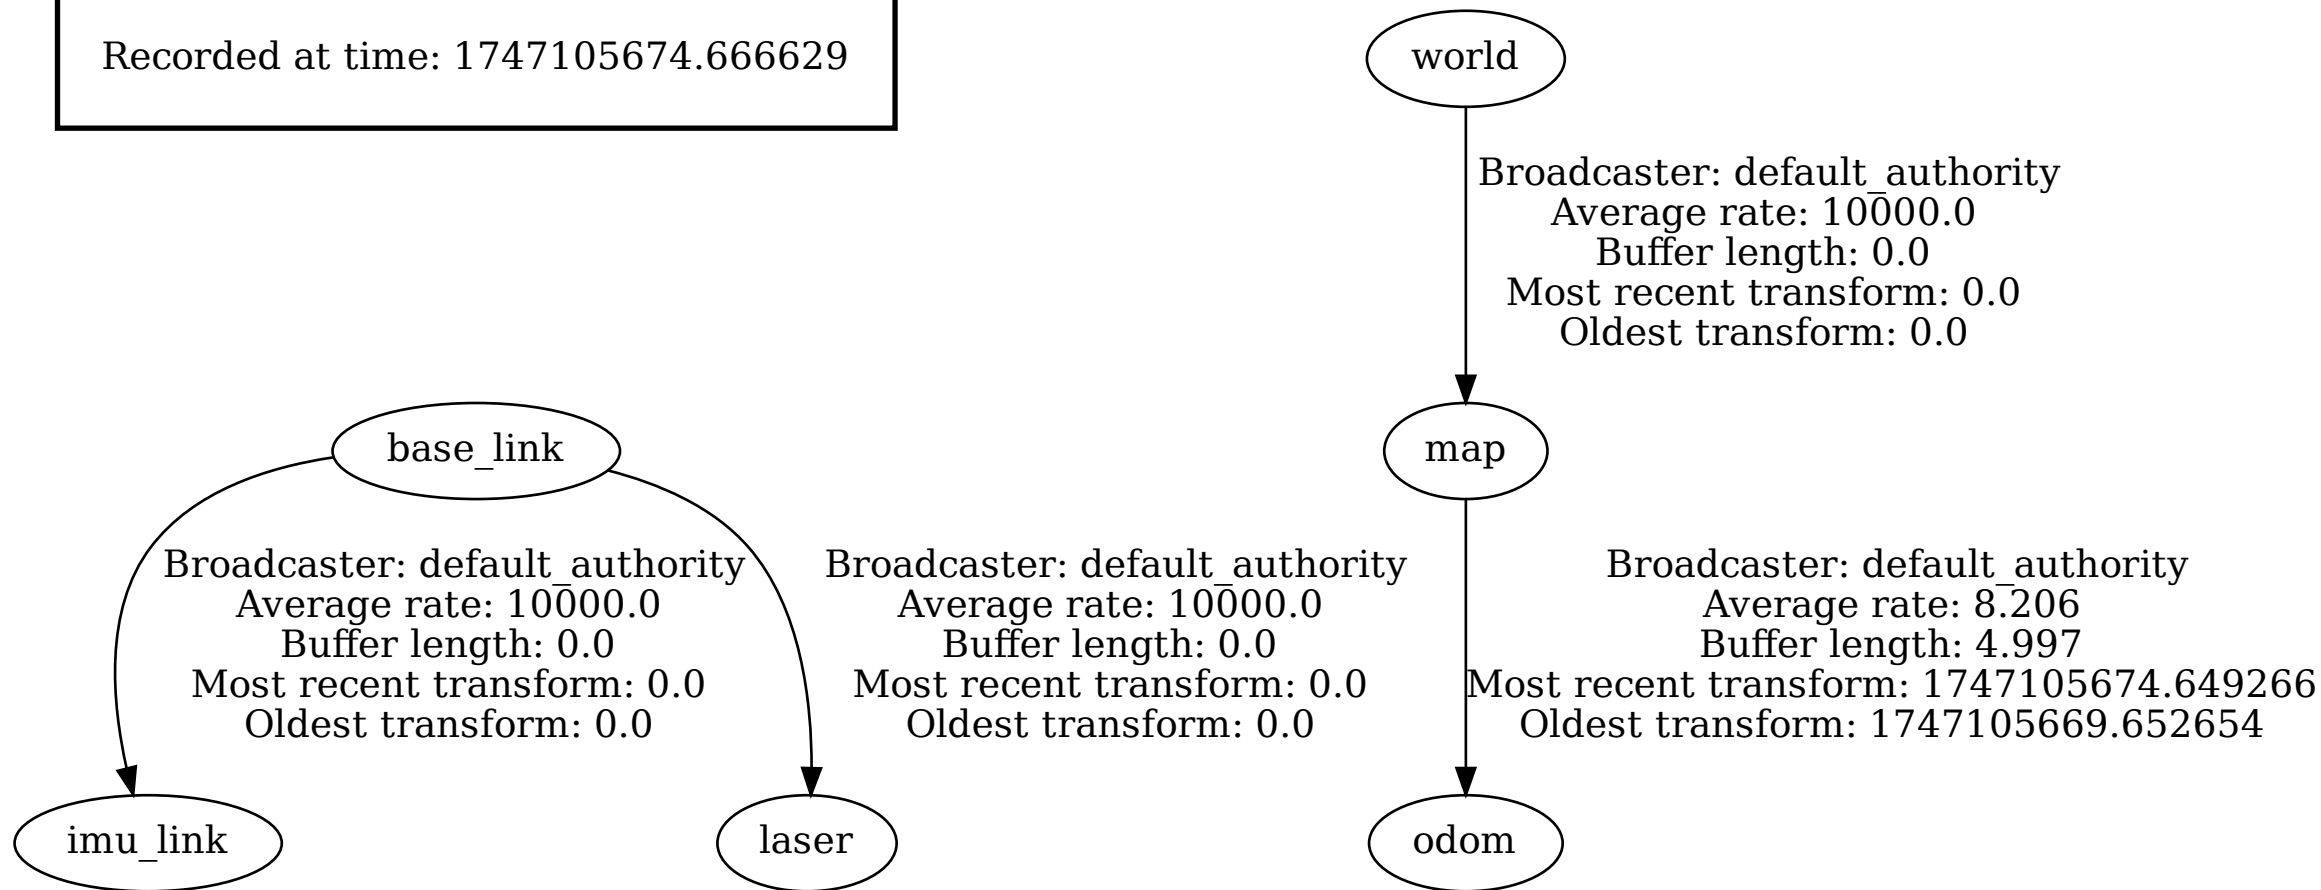 Recorded at time: 1747105674.666629
world
Broadcaster: default_authority
Average rate: 10000.0
Buffer length: 0.0
Most recent transform: 0.0
Oldest transform: 0.0
base_link
map
Broadcaster: default_authority
Average rate: 10000.0
Buffer length: 0.0
Most recent transform: 0.0
Oldest transform: 0.0
Broadcaster: default_authority
Average rate: 10000.0
Buffer length: 0.0
Most recent transform: 0.0
Oldest transform: 0.0
Broadcaster: default_authority
Average rate: 8.206
Buffer length: 4.997
Most recent transform: 1747105674.649266
Oldest transform: 1747105669.652654
imu_link
laser
odom